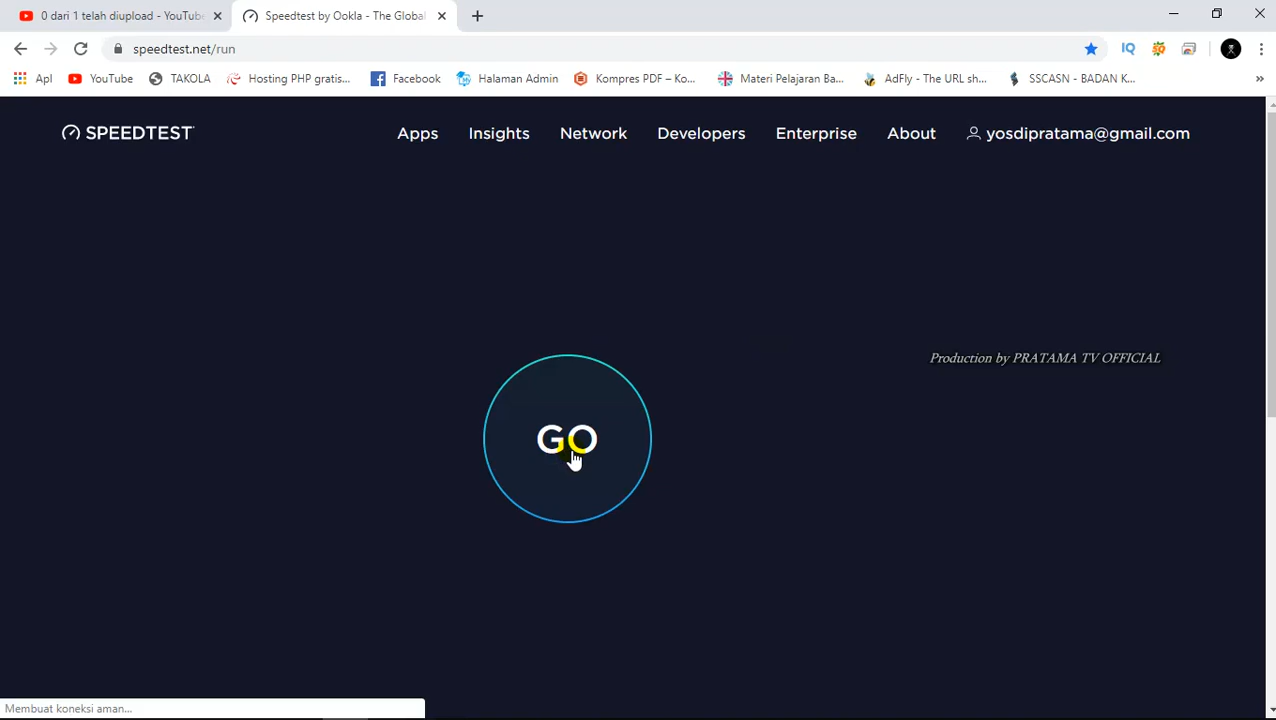 0 dari 1 telah diupload - YouTube
Speedtest by Ookla - The Global
speedtest.net/run
IQ
Apl
YouTube
TAKOLA
Hosting PHP gratis...
Facebook
Halaman Admin
Kompres PDF – Ko...
Materi Pelajaran Ba...
AdFly - The URL sh...
SSCASN - BADAN K...
»
SPEEDTEST
Apps
Insights
Network
Developers
Enterprise
About
yosdipratama@gmail.com
Production by PRATAMA TV OFFICIAL
GO
Membuat koneksi aman...